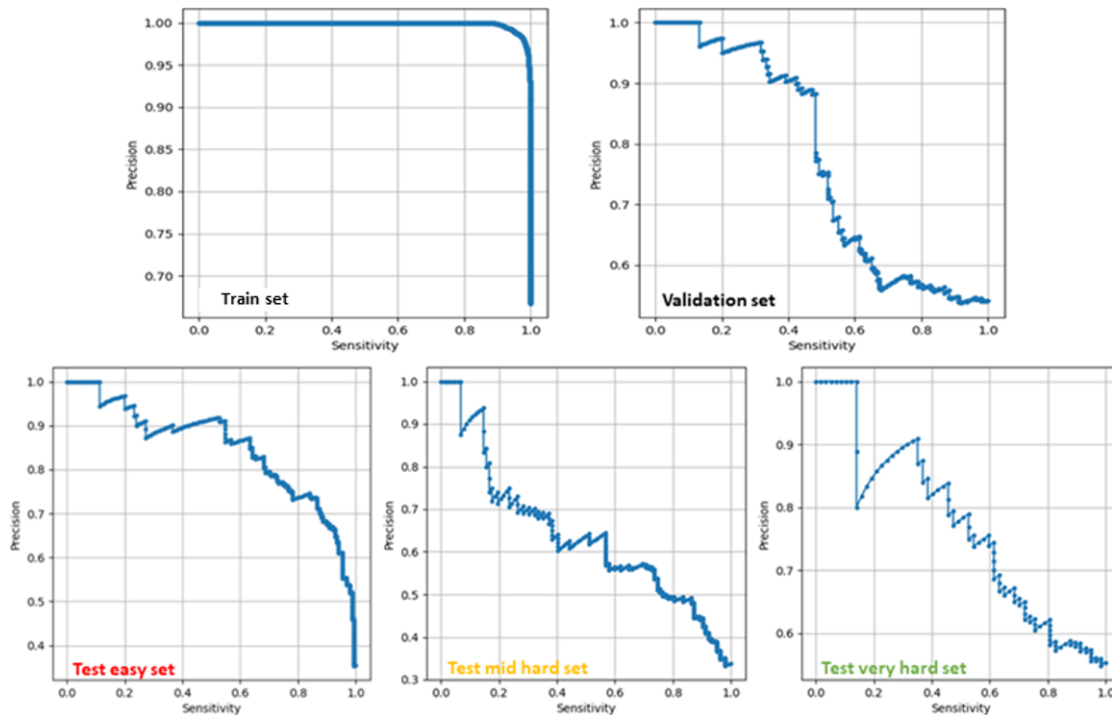 1.00
0.95
0.90
0.85
0.80
0.75
0.70
Precision
Train set
0.0 0.2 0.4 0.6 0.8 1.0
Sensitivity
1.0
0.9
0.8
0.7
0.6
Precision
Validation set
0.0 0.2 0.4 0.6 0.8 1.0
Sensitivity
1.0
0.9
0.8
0.7
0.6
0.5
0.4
Precision
Test easy set
0.0 0.2 0.4 0.6 0.8 1.0
Sensitivity
1.0
0.9
0.8
0.7
0.6
0.5
0.4
0.3
Precision
Test mid hard set
0.0 0.2 0.4 0.6 0.8 1.0
Sensitivity
1.0
0.9
0.8
0.7
0.6
Precision
Test very hard set
0.0 0.2 0.4 0.6 0.8 1.0
Sensitivity